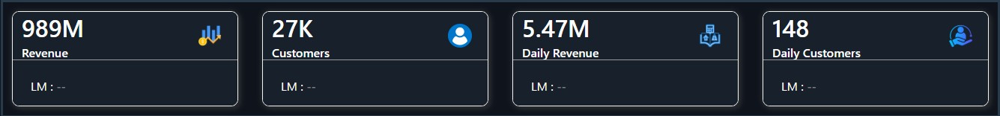 989M
Revenue
LM : --
27K
Customers
LM : --
5.47M
Daily Revenue
LM : --
148
Daily Customers
LM : --